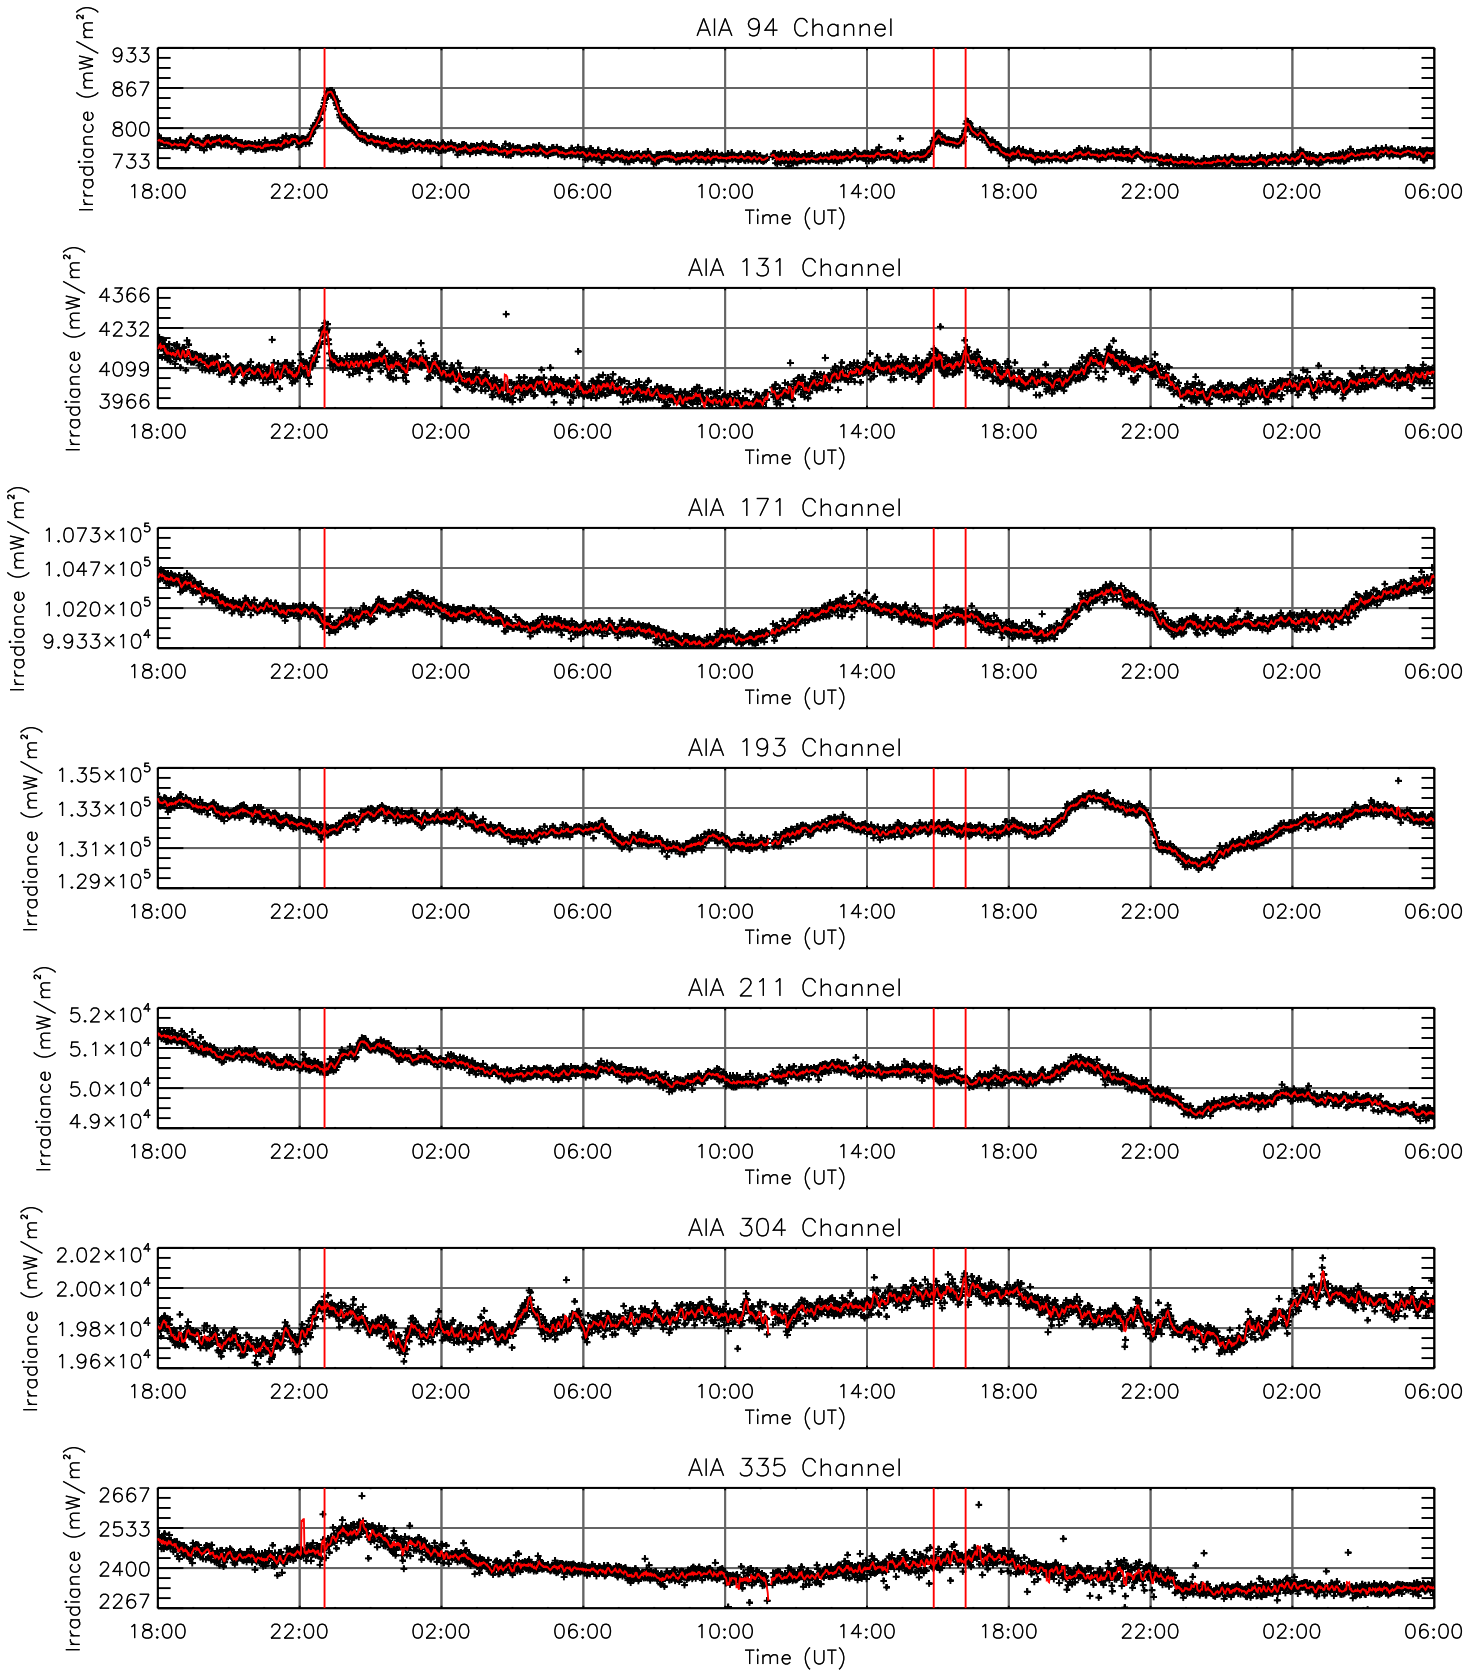 AIA 94 Channel
Irradiance (mW/m²)
933
867
800
733
18:00 22:00 02:00 06:00 10:00 14:00 18:00 22:00 02:00 06:00
Time (UT)
AIA 131 Channel
Irradiance (mW/m²)
4366
4232
4099
3966
18:00 22:00 02:00 06:00 10:00 14:00 18:00 22:00 02:00 06:00
Time (UT)
AIA 171 Channel
Irradiance (mW/m²)
1.073×10⁵
1.047×10⁵
1.020×10⁵
9.933×10⁴
18:00 22:00 02:00 06:00 10:00 14:00 18:00 22:00 02:00 06:00
Time (UT)
AIA 193 Channel
Irradiance (mW/m²)
1.35×10⁵
1.33×10⁵
1.31×10⁵
1.29×10⁵
18:00 22:00 02:00 06:00 10:00 14:00 18:00 22:00 02:00 06:00
Time (UT)
AIA 211 Channel
Irradiance (mW/m²)
5.2×10⁴
5.1×10⁴
5.0×10⁴
4.9×10⁴
18:00 22:00 02:00 06:00 10:00 14:00 18:00 22:00 02:00 06:00
Time (UT)
AIA 304 Channel
Irradiance (mW/m²)
2.02×10⁴
2.00×10⁴
1.98×10⁴
1.96×10⁴
18:00 22:00 02:00 06:00 10:00 14:00 18:00 22:00 02:00 06:00
Time (UT)
AIA 335 Channel
Irradiance (mW/m²)
2667
2533
2400
2267
18:00 22:00 02:00 06:00 10:00 14:00 18:00 22:00 02:00 06:00
Time (UT)